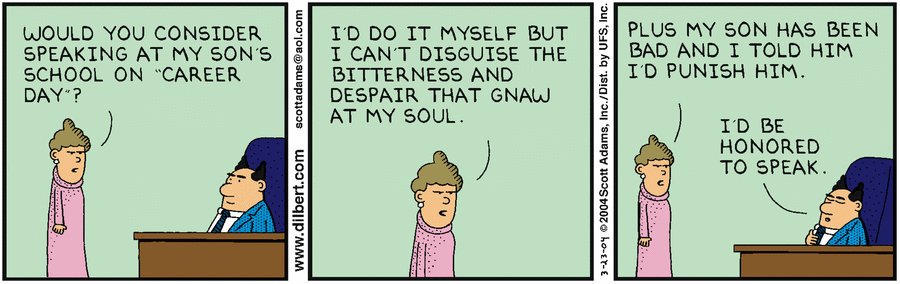 WOULD YOU CONSIDER
SPEAKING AT MY SON'S
SCHOOL ON "CAREER
DAY"?
www.dilbert.com scottadams@aol.com
I'D DO IT MYSELF BUT
I CAN'T DISGUISE THE
BITTERNESS AND
DESPAIR THAT GNAW
AT MY SOUL.
3-23-04 © 2004 Scott Adams, Inc./Dist. by UFS, Inc.
PLUS MY SON HAS BEEN
BAD AND I TOLD HIM
I'D PUNISH HIM.
I'D BE
HONORED
TO SPEAK.